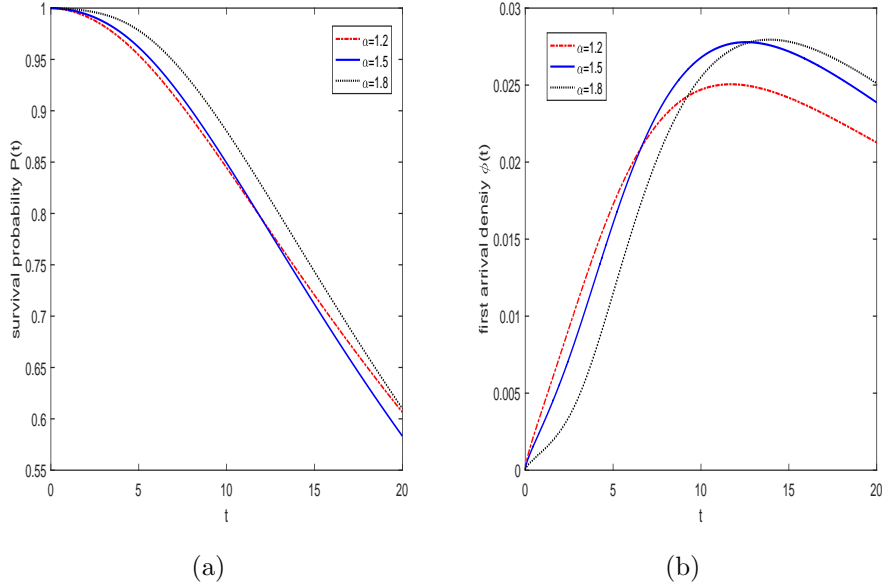 1
0.95
0.9
0.85
0.8
0.75
0.7
0.65
0.6
0.55
0
5
10
15
20
survival probability P(t)
t
α=1.2
α=1.5
α=1.8
(a)
0.03
0.025
0.02
0.015
0.01
0.005
0
0
5
10
15
20
first arrival densiy ϕ(t)
t
α=1.2
α=1.5
α=1.8
(b)